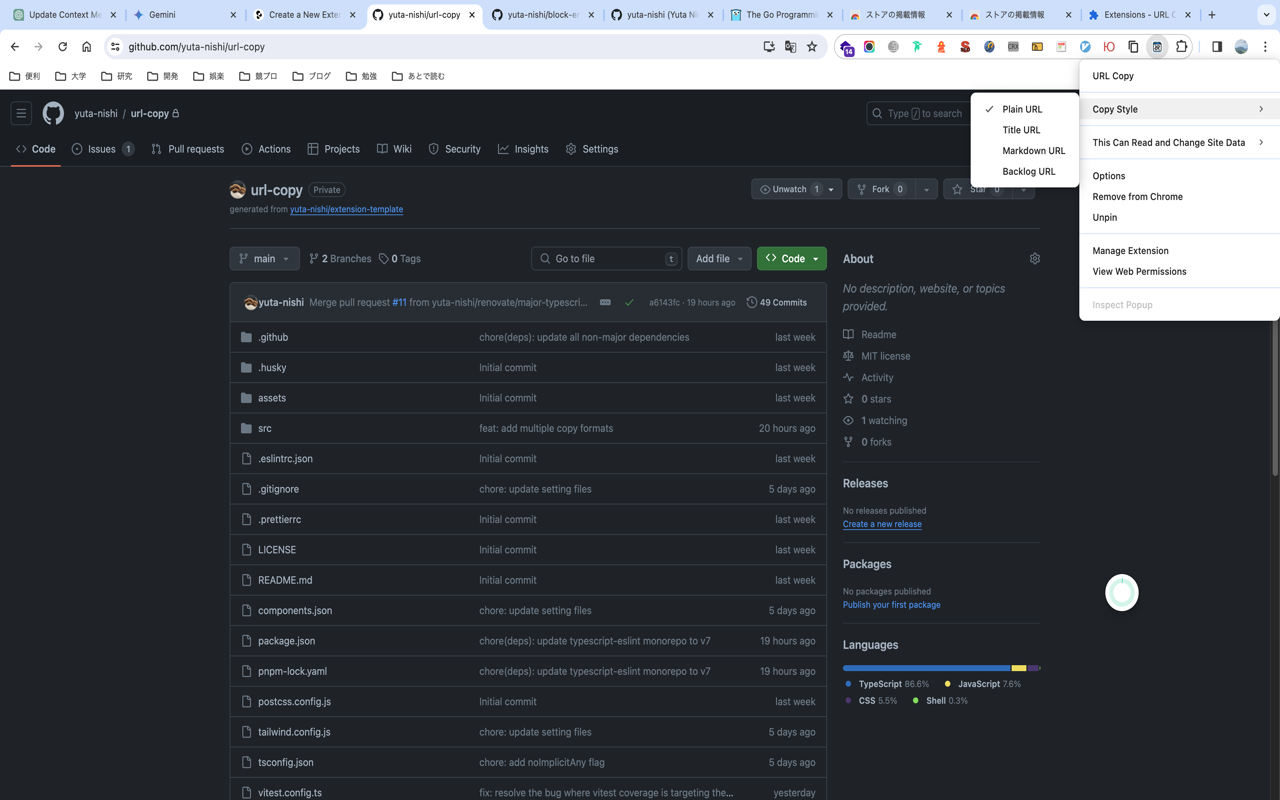 Update Context Me
Gemini
Create a New Exten
yuta-nishi/url-copy
yuta-nishi/block-er
yuta-nishi (Yuta N
The Go Programmi
ストアの掲載情報
ストアの掲載情報
Extensions - URL C
github.com/yuta-nishi/url-copy
14
CRX
便利
大学
研究
開発
娯楽
競プロ
ブログ
勉強
あとで読む
URL Copy
Copy Style
This Can Read and Change Site Data
Options
Remove from Chrome
Unpin
Manage Extension
View Web Permissions
Inspect Popup
Plain URL
Title URL
Markdown URL
Backlog URL
yuta-nishi / url-copy
Type / to search
Code
Issues 1
Pull requests
Actions
Projects
Wiki
Security
Insights
Settings
url-copy Private
generated from yuta-nishi/extension-template
Unwatch 1
Fork 0
Star 0
main
2 Branches
0 Tags
Go to file t
Add file
Code
yuta-nishi Merge pull request #11 from yuta-nishi/renovate/major-typescri... a6143fc · 19 hours ago 49 Commits
.github chore(deps): update all non-major dependencies last week
.husky Initial commit last week
assets Initial commit last week
src feat: add multiple copy formats 20 hours ago
.eslintrc.json Initial commit last week
.gitignore chore: update setting files 5 days ago
.prettierrc Initial commit last week
LICENSE Initial commit last week
README.md Initial commit last week
components.json chore: update setting files 5 days ago
package.json chore(deps): update typescript-eslint monorepo to v7 19 hours ago
pnpm-lock.yaml chore(deps): update typescript-eslint monorepo to v7 19 hours ago
postcss.config.js Initial commit last week
tailwind.config.js chore: update setting files 5 days ago
tsconfig.json chore: add noImplicitAny flag 5 days ago
vitest.config.ts fix: resolve the bug where vitest coverage is targeting the... yesterday
About
No description, website, or topics
provided.
Readme
MIT license
Activity
0 stars
1 watching
0 forks
Releases
No releases published
Create a new release
Packages
No packages published
Publish your first package
Languages
TypeScript 86.6%
JavaScript 7.6%
CSS 5.5%
Shell 0.3%